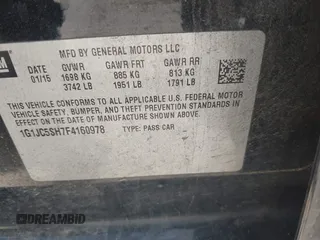 GM
MFD BY GENERAL MOTORS LLC
DATE GVWR GAWR FRT GAWR RR
01/15 1698 KG 885 KG 813 KG
3742 LB 1951 LB 1791 LB
THIS VEHICLE CONFORMS TO ALL APPLICABLE U.S. FEDERAL MOTOR
VEHICLE SAFETY, BUMPER, AND THEFT PREVENTION STANDARDS
IN EFFECT ON THE DATE OF MANUFACTURE SHOWN ABOVE.
1G1JC5SH7F4160978 TYPE: PASS CAR
DREAMBID